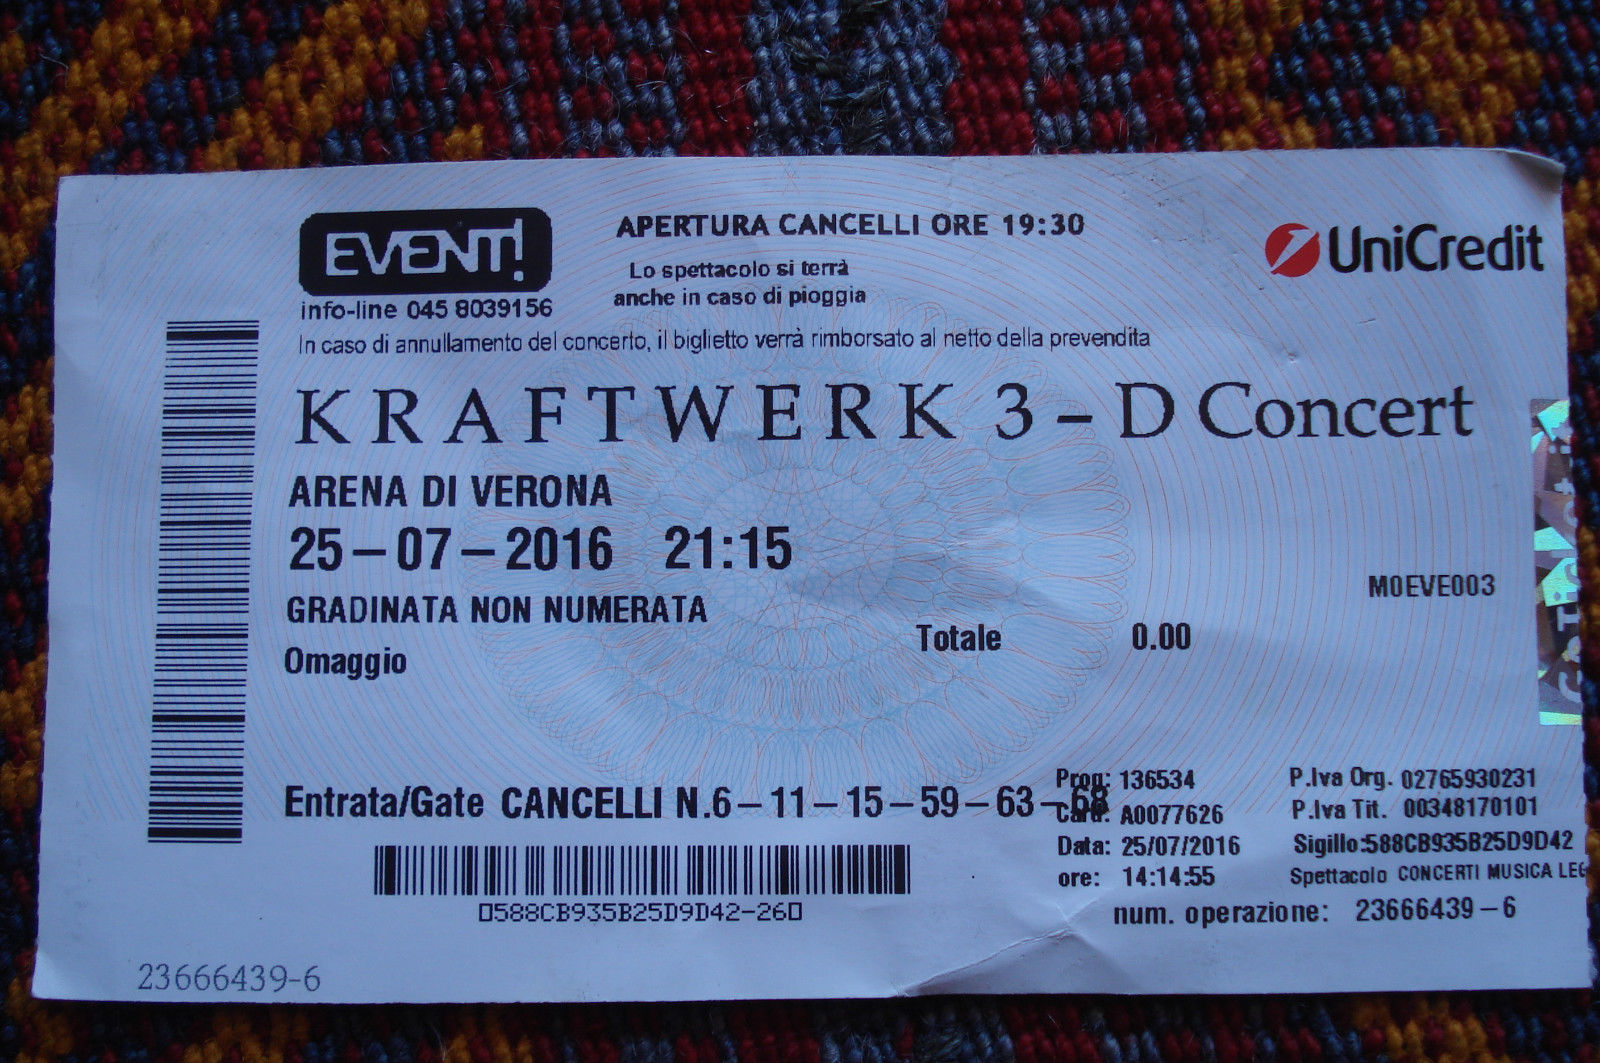 EVENT!
info-line 045 8039156
APERTURA CANCELLI ORE 19:30
Lo spettacolo si terrà
anche in caso di pioggia
UniCredit
In caso di annullamento del concerto, il biglietto verrà rimborsato al netto della prevendita
KRAFTWERK 3-D Concert
ARENA DI VERONA
25-07-2016 21:15
M0EVE003
GRADINATA NON NUMERATA
Totale 0.00
Omaggio
Entrata/Gate CANCELLI N.6-11-15-59-63-68
Prog: 136534
Card: A0077626
Data: 25/07/2016
ore: 14:14:55
P.Iva Org. 02765930231
P.Iva Tit. 00348170101
Sigillo:588CB935B25D9D42
Spettacolo CONCERTI MUSICA LEG
num. operazione: 23666439-6
0588CB935B25D9D42-260
23666439-6